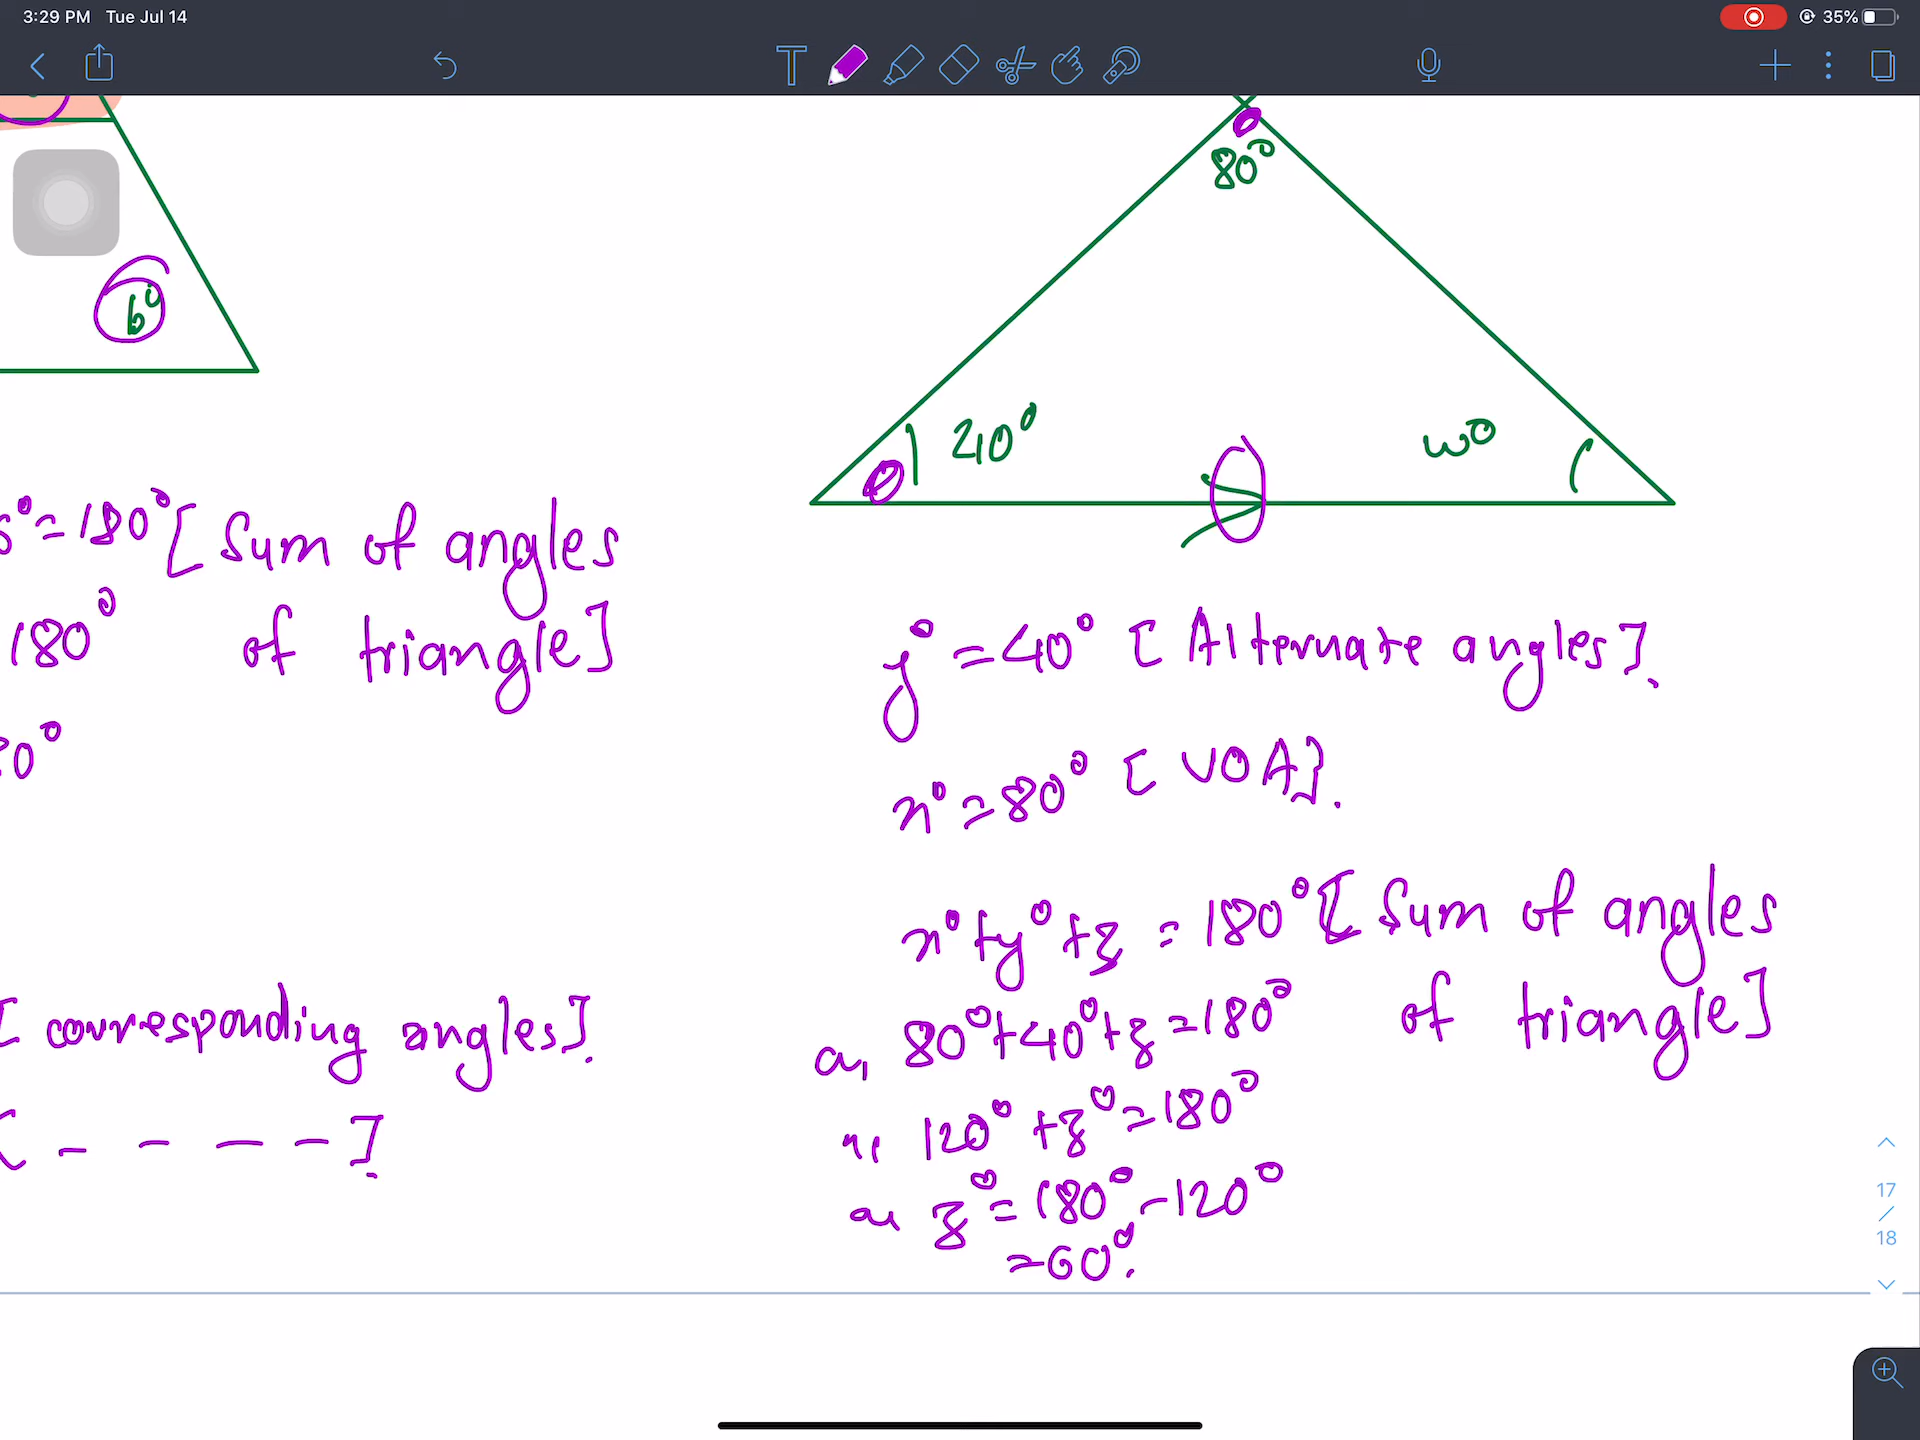 3:29 PM Tue Jul 14
35%
80°
6°
40°
w°
=180° [Sum of angles
180° of triangle]
0°
y° = 40° [Alternate angles].
x° = 80° [VOA].
x° + y° + z = 180° [Sum of angles
a, 80° + 40° + z = 180° of triangle]
[corresponding angles].
120° + z° = 180°
[ - - - - ].
z° = 180° - 120°
= 60°.
17
/
18